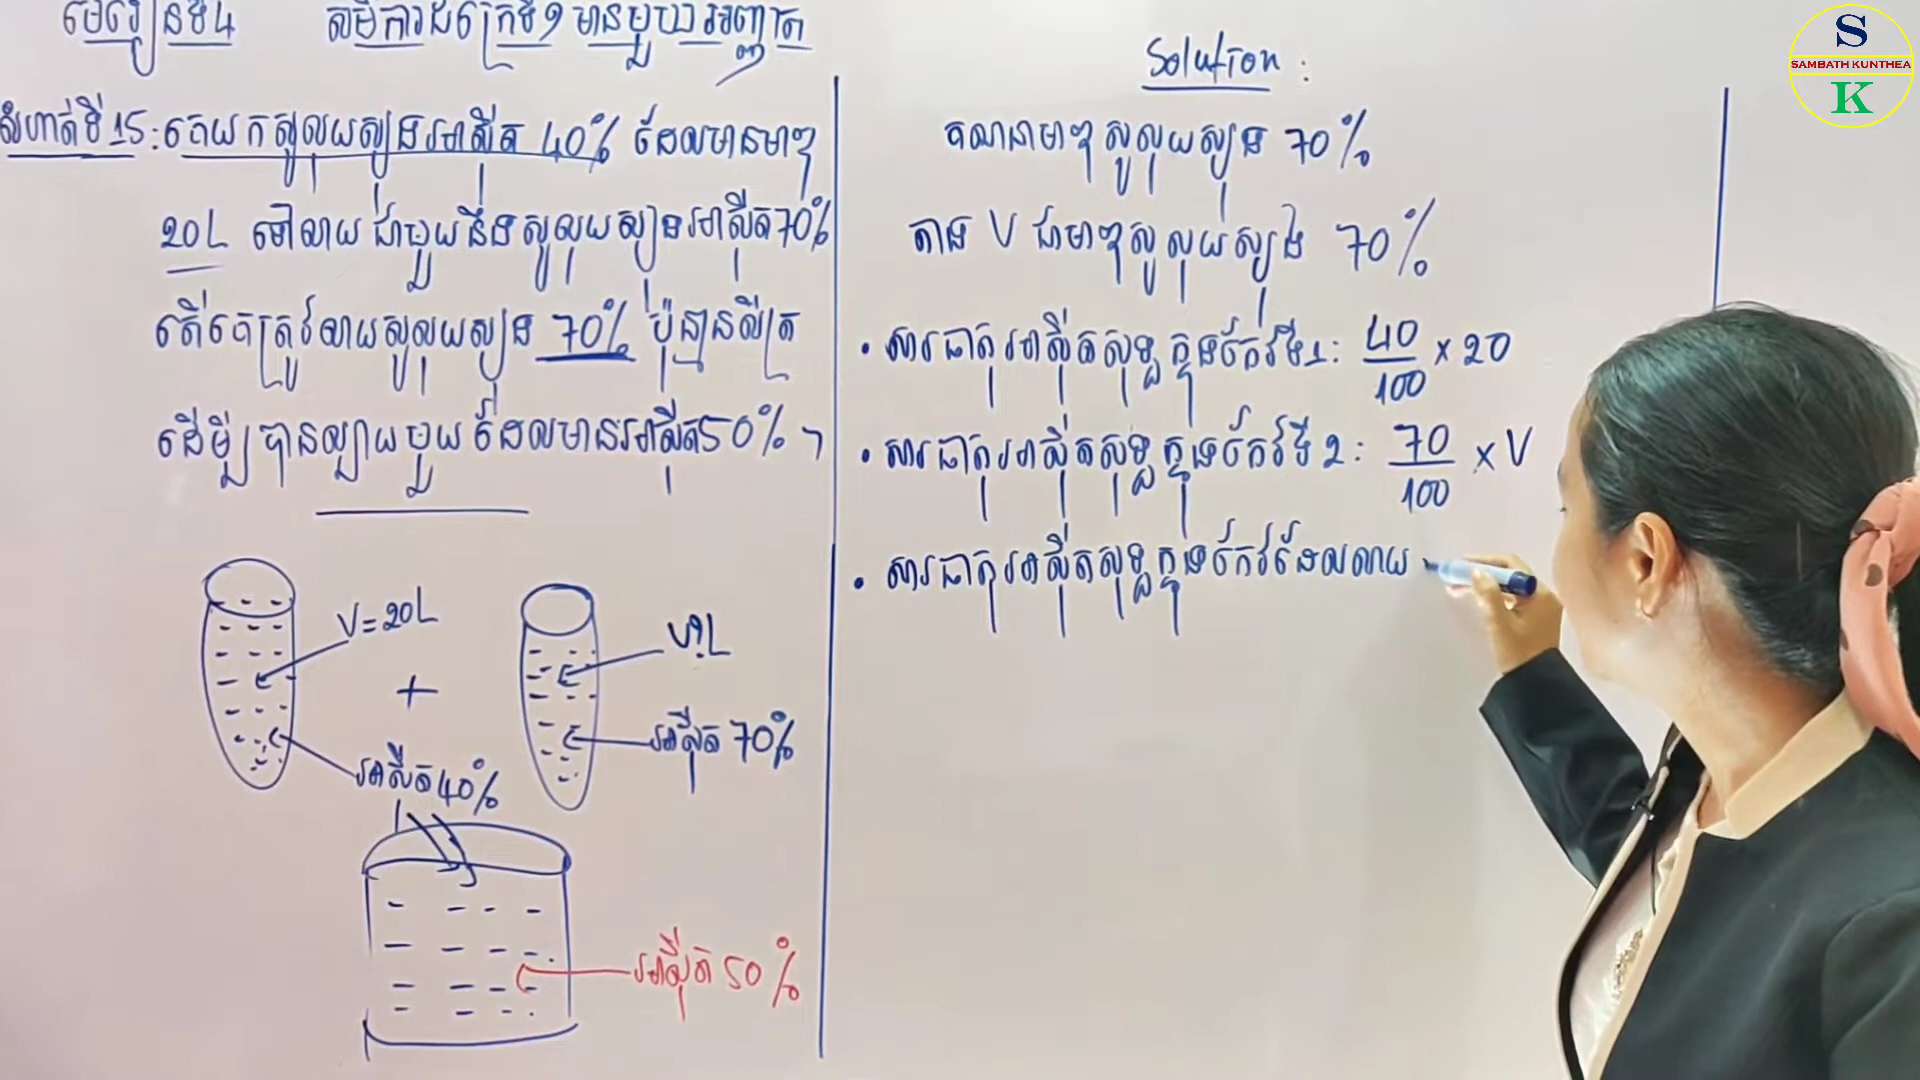 មេរៀនទី4 សមីការដឺក្រេទី១ មានមួយអញ្ញាត
លំហាត់ទី 15: គេយកសូលុយស្យុងអាស៊ីត 40% ដែលមានមាឌ
20L ទៅលាយជាមួយនឹងសូលុយស្យុងអាស៊ីត 70%
តើគេត្រូវលាយសូលុយស្យុង 70% ប៉ុន្មានលីត្រ
ដើម្បីបានល្បាយមួយដែលមានអាស៊ីត 50% ។
V = 20L
+
V?L
អាស៊ីត 40%
អាស៊ីត 70%
អាស៊ីត 50%
Solution :
គណនាមាឌសូលុយស្យុង 70%
តាង V ជាមាឌសូលុយស្យុង 70%
• សារធាតុអាស៊ីតសុទ្ធក្នុងកែវទី1: 40/100 × 20
• សារធាតុអាស៊ីតសុទ្ធក្នុងកែវទី 2: 70/100 × V
• សារធាតុអាស៊ីតសុទ្ធក្នុងកែវដែលលាយ
S
SAMBATH KUNTHEA
K